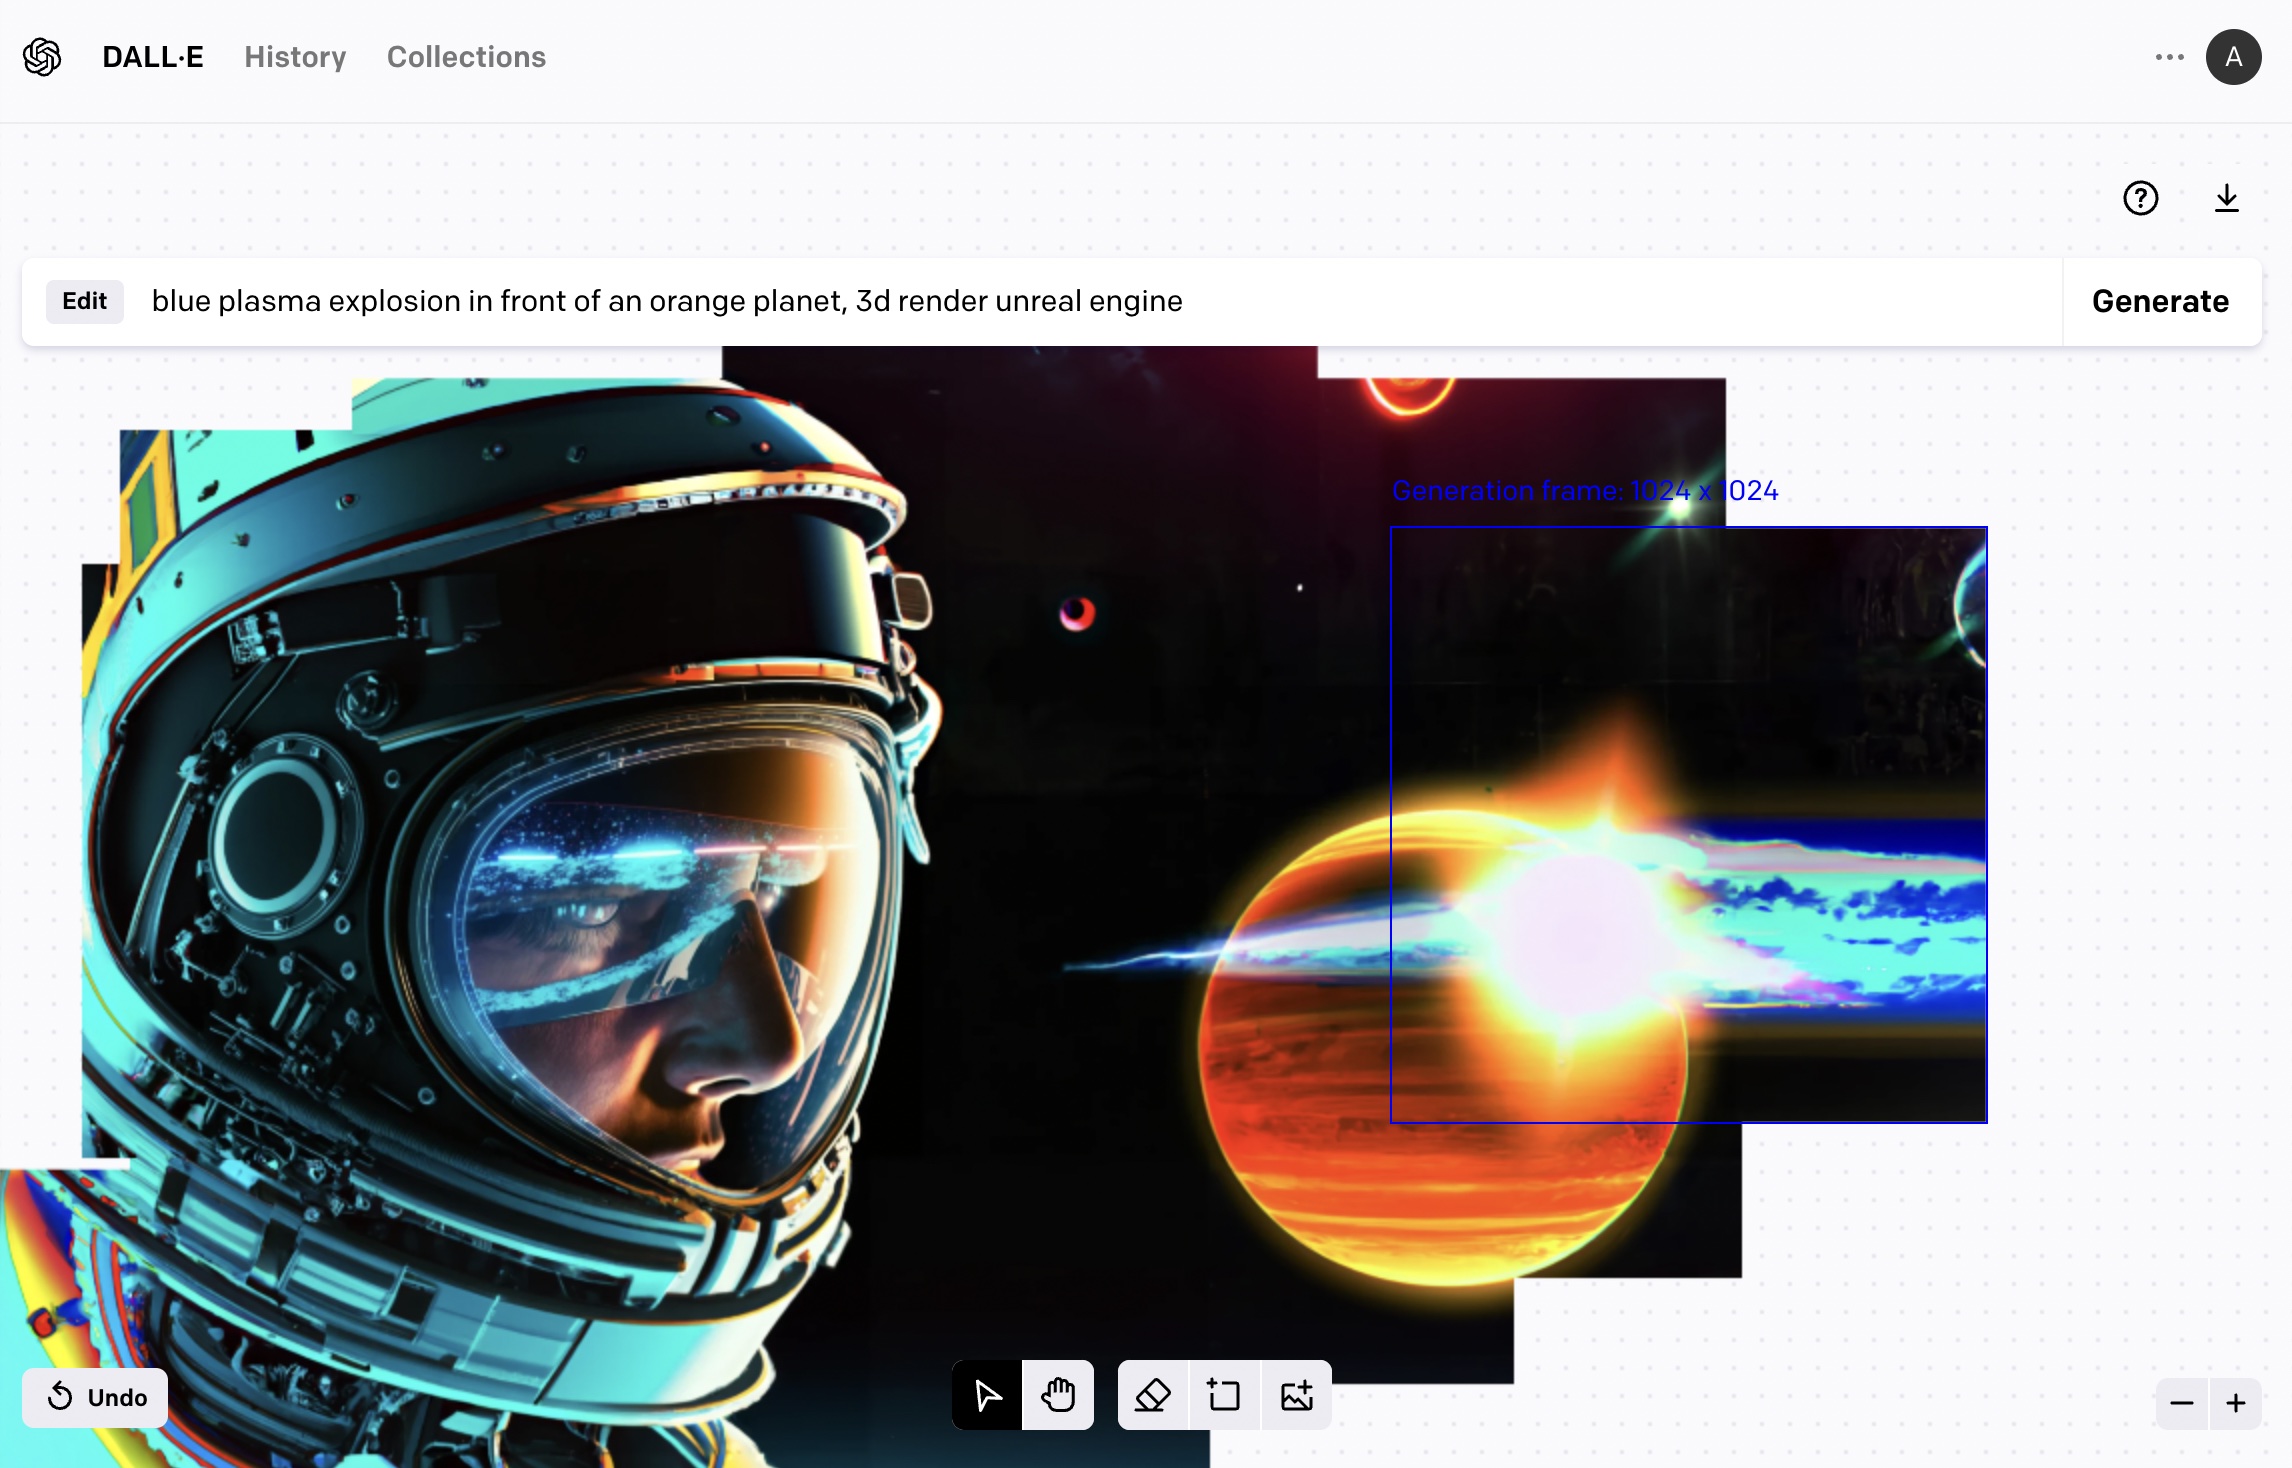 DALL·E History Collections
A
Edit blue plasma explosion in front of an orange planet, 3d render unreal engine Generate
Generation frame: 1024 x 1024
Undo